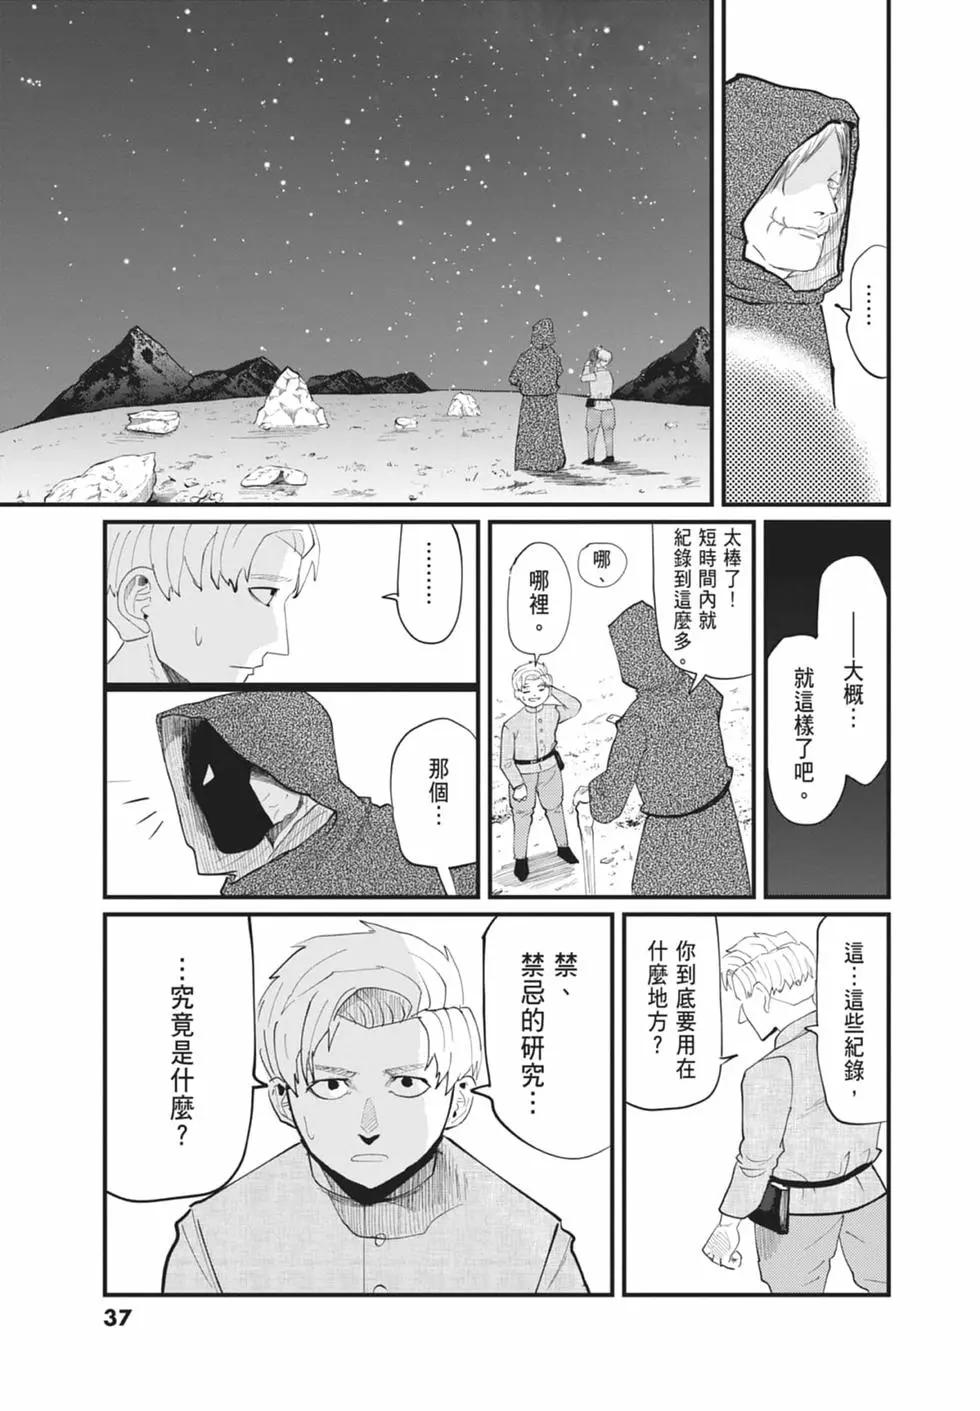 ……
——大概…
就這樣了吧。
太棒了！
短時間內就
紀錄到這麼多。
哪、
哪裡。
………
那個…
這…這些紀錄，
你到底要用在
什麼地方？
禁、
禁忌的研究…
…究竟是什麼？
37